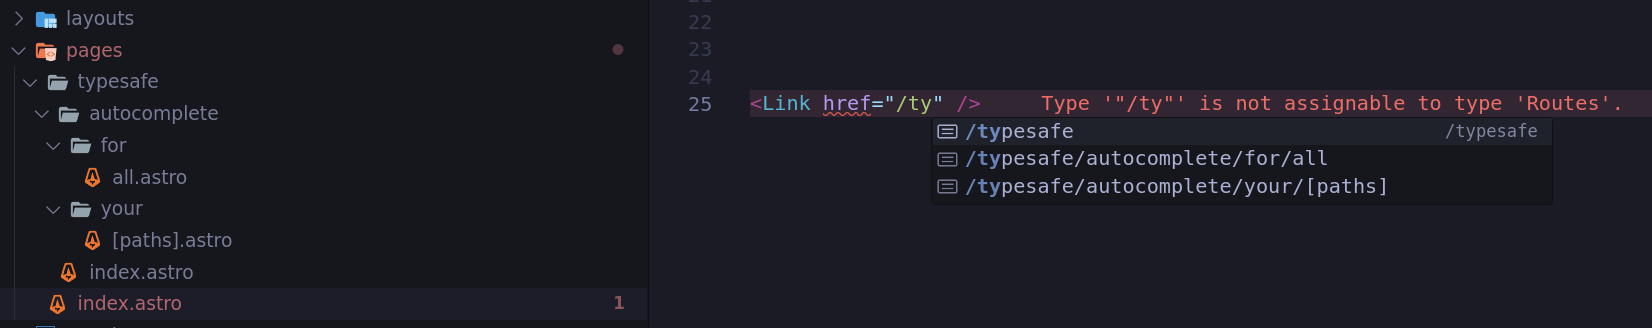 layouts
pages
typesafe
autocomplete
for
all.astro
your
[paths].astro
index.astro
index.astro 1
22
23
24
25 <Link href="/ty" /> Type '"/ty"' is not assignable to type 'Routes'.
/typesafe /typesafe
/typesafe/autocomplete/for/all
/typesafe/autocomplete/your/[paths]